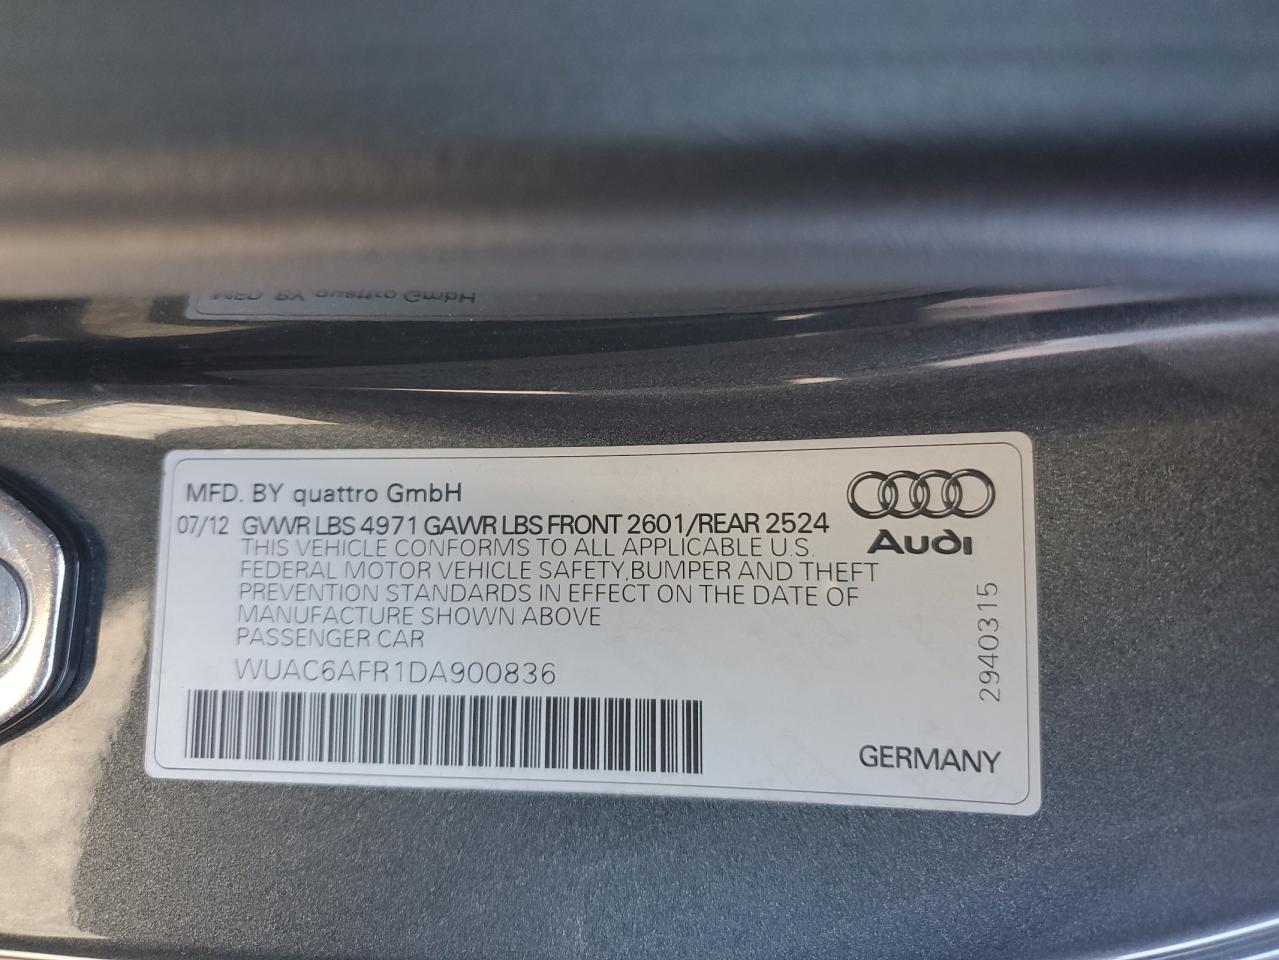 MFD. BY quattro GmbH
MFD. BY quattro GmbH
07/12 GVWR LBS 4971 GAWR LBS FRONT 2601/REAR 2524
THIS VEHICLE CONFORMS TO ALL APPLICABLE U.S.
FEDERAL MOTOR VEHICLE SAFETY,BUMPER AND THEFT
PREVENTION STANDARDS IN EFFECT ON THE DATE OF
MANUFACTURE SHOWN ABOVE
PASSENGER CAR
WUAC6AFR1DA900836
Audi
2940315
GERMANY